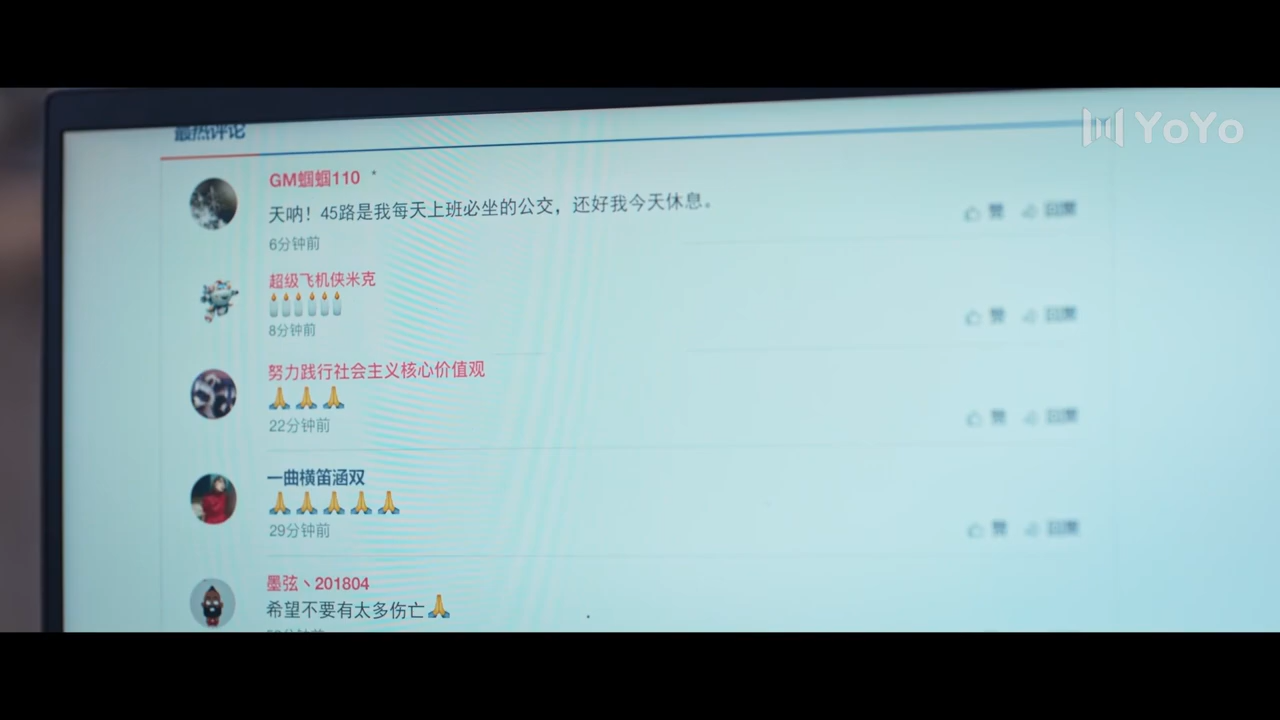 YoYo
最热评论
GM蝈蝈110
天呐！45路是我每天上班必坐的公交，还好我今天休息。
赞 回复
6分钟前
超级飞机侠米克
🕯🕯🕯🕯🕯🕯
8分钟前
赞 回复
努力践行社会主义核心价值观
🙏🙏🙏
22分钟前
赞 回复
一曲横笛涵双
🙏🙏🙏🙏🙏
29分钟前
赞 回复
墨弦丶201804
希望不要有太多伤亡🙏